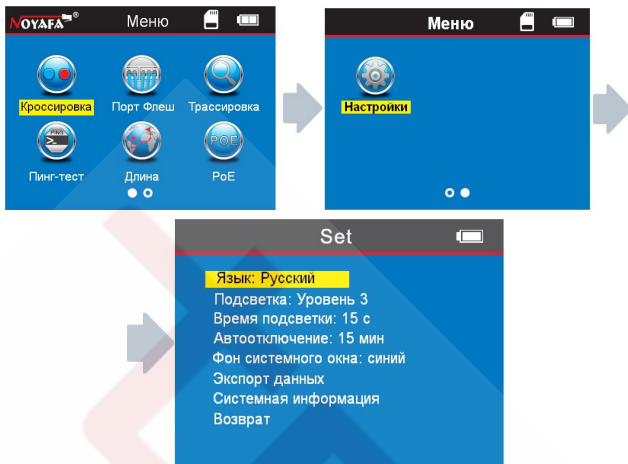 NOYAFA® Меню
Кроссировка Порт Флеш Трассировка
PING
POE
Пинг-тест Длина PoE
Меню
Настройки
Set
Язык: Русский
Подсветка: Уровень 3
Время подсветки: 15 с
Автоотключение: 15 мин
Фон системного окна: синий
Экспорт данных
Системная информация
Возврат